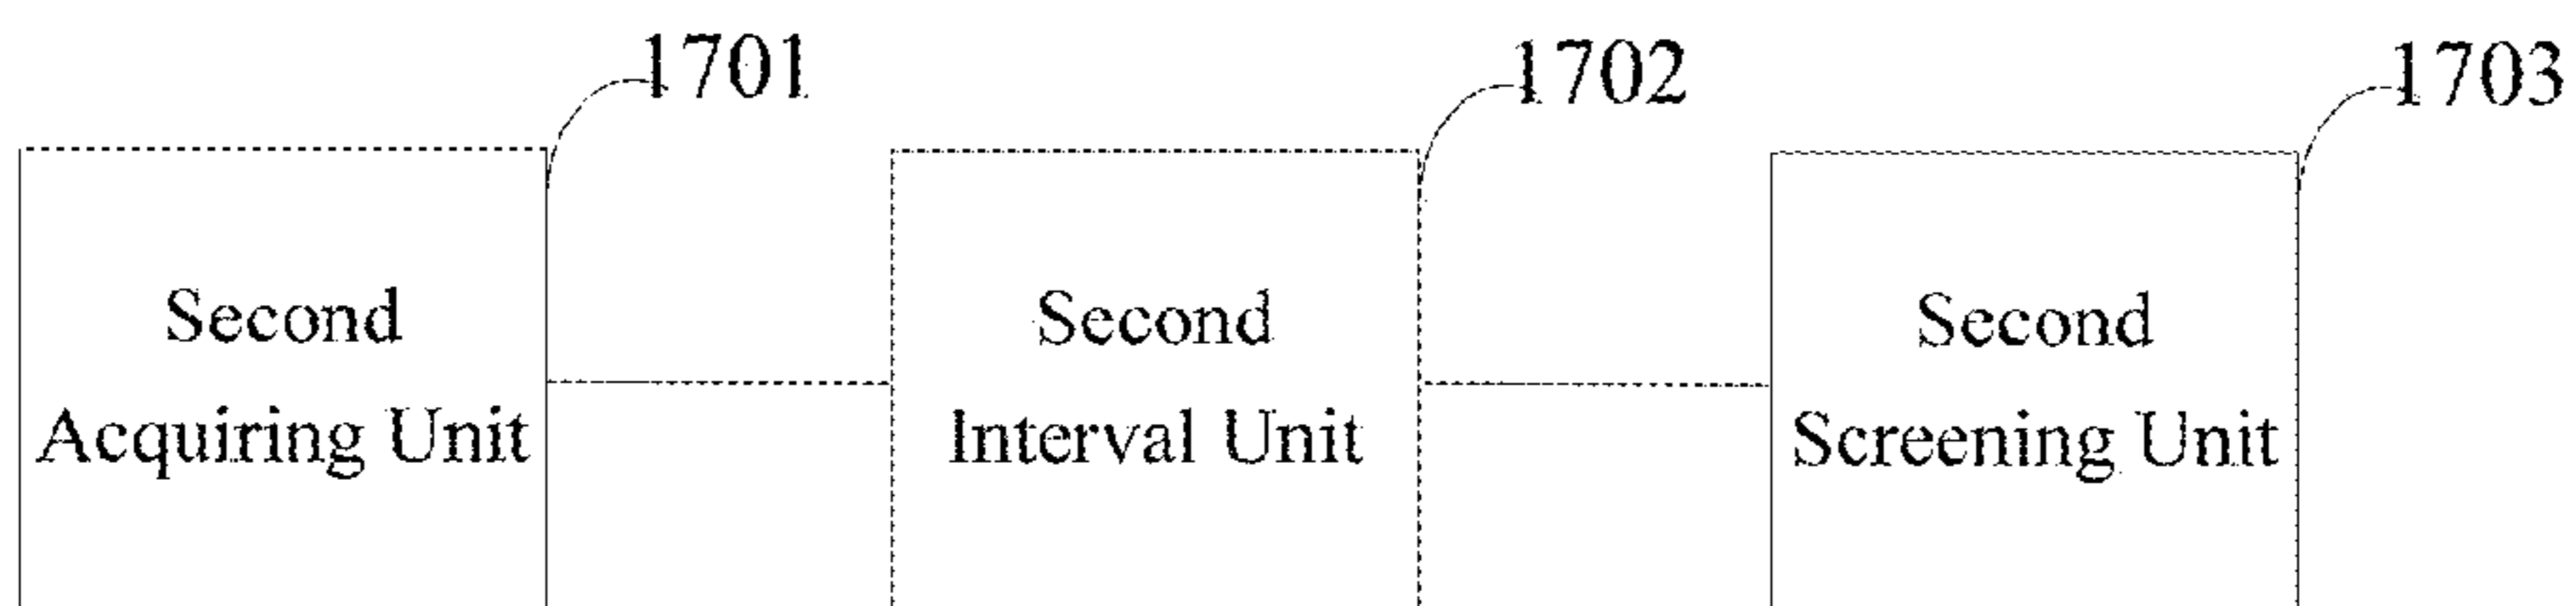 1701
1702
1703
Second
Acquiring Unit
Second
Interval Unit
Second
Screening Unit